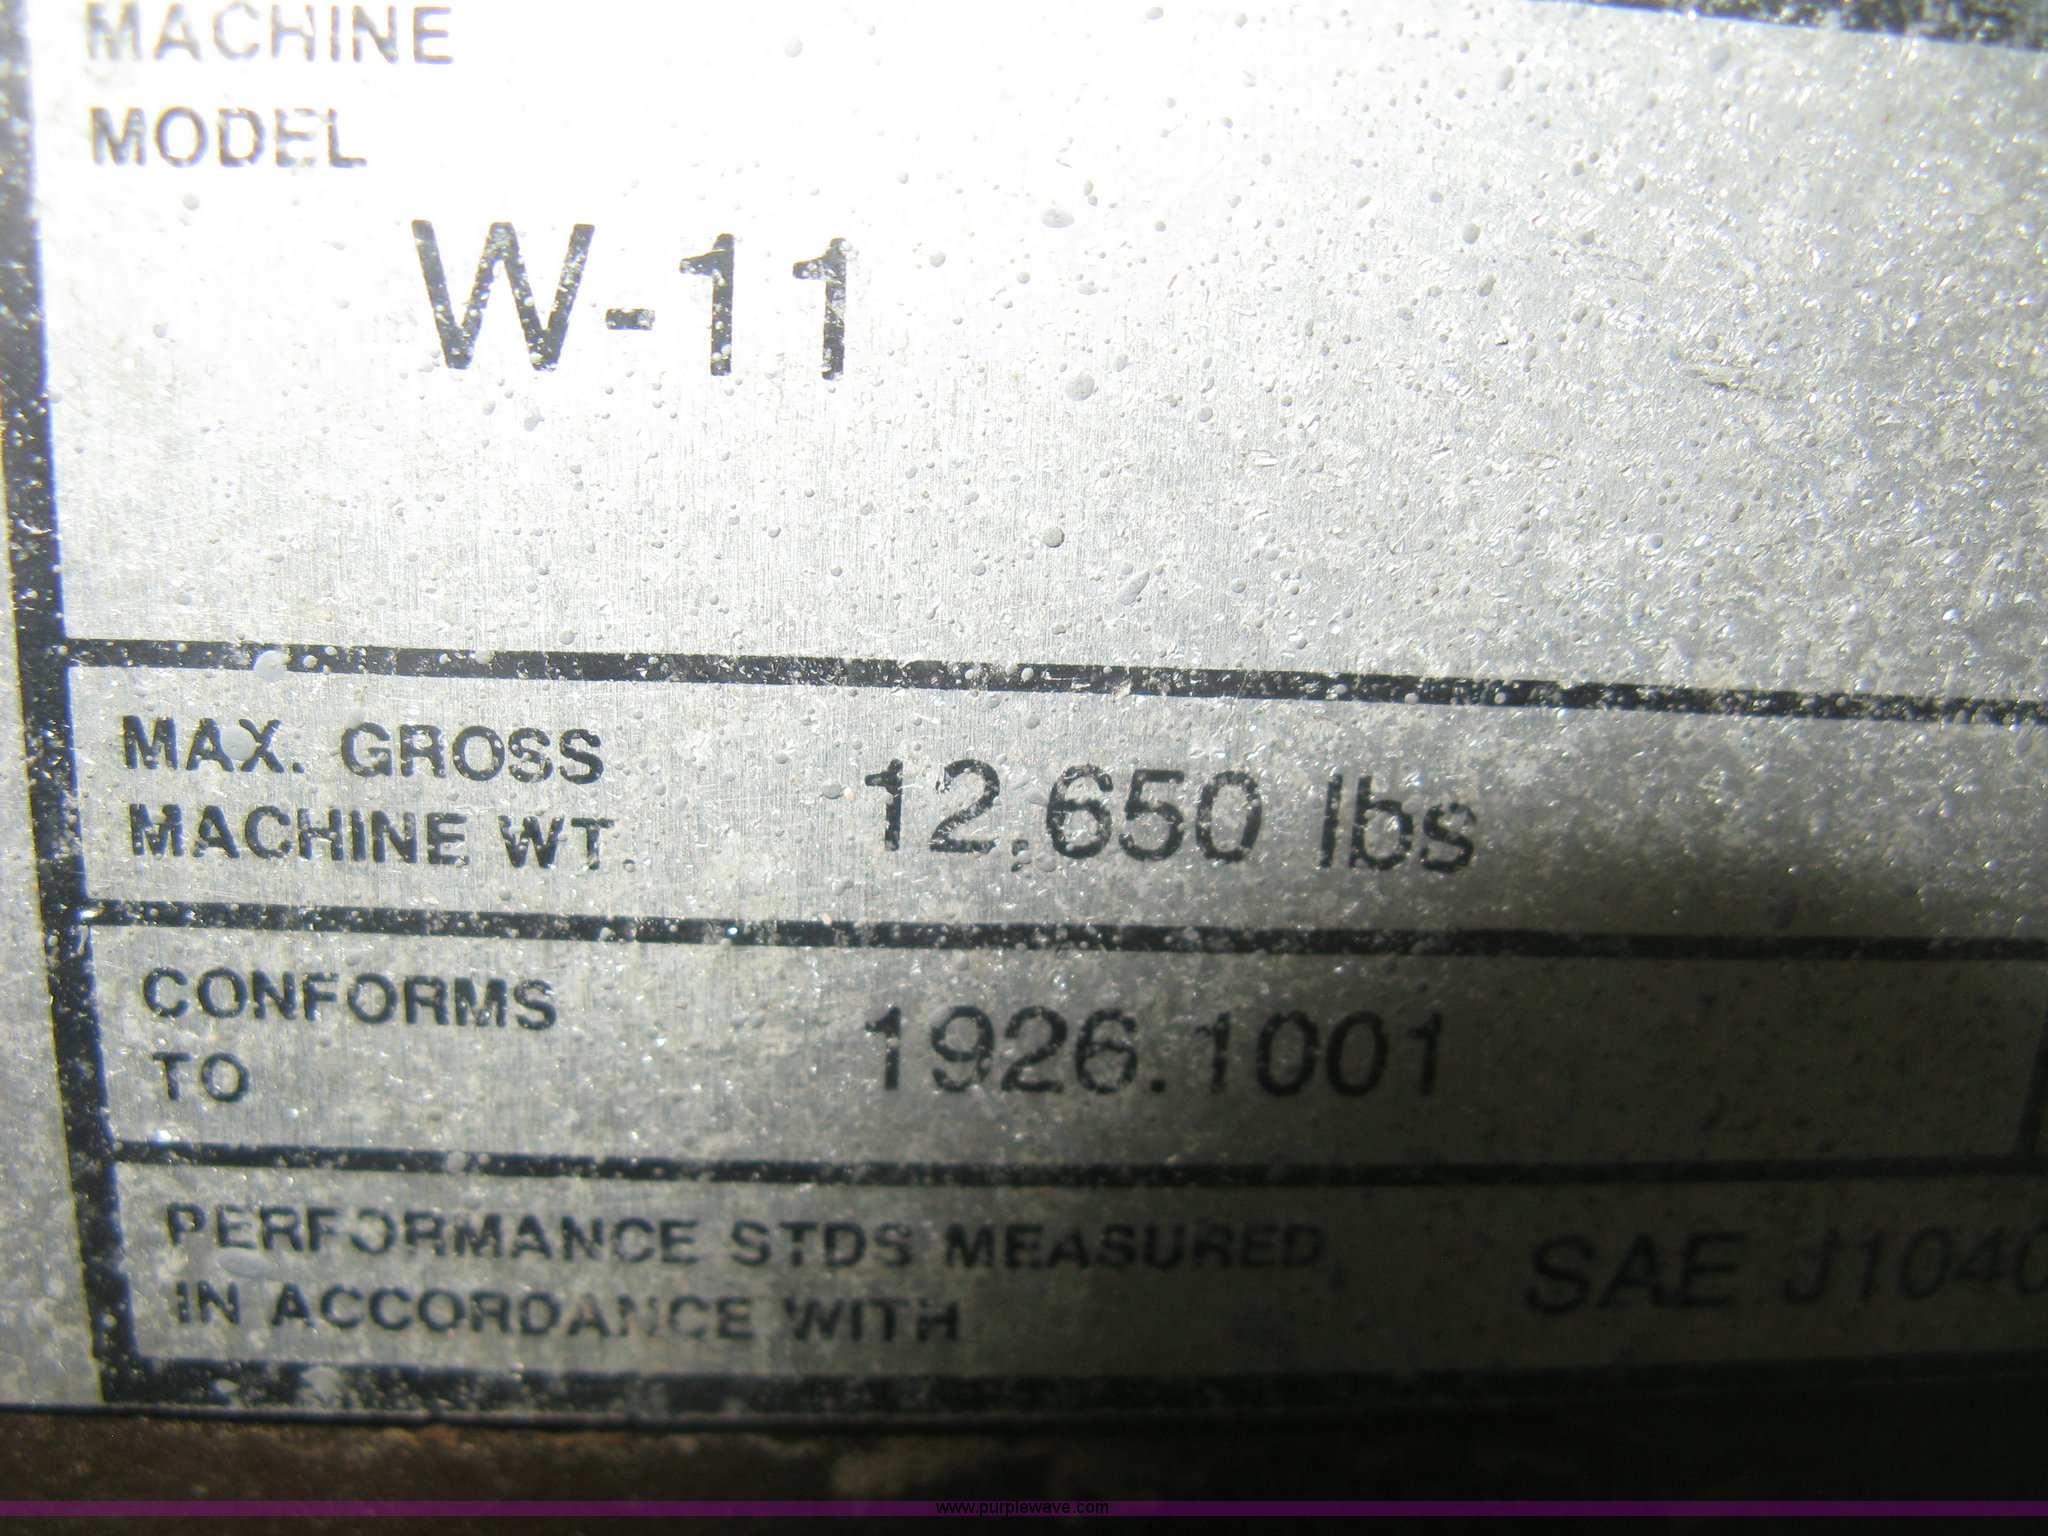 MACHINE
MODEL
W-11
MAX. GROSS
MACHINE WT.
12,650 lbs
CONFORMS
TO
1926.1001
PERFORMANCE STDS MEASURED
IN ACCORDANCE WITH
SAE J1040
www.purplewave.com